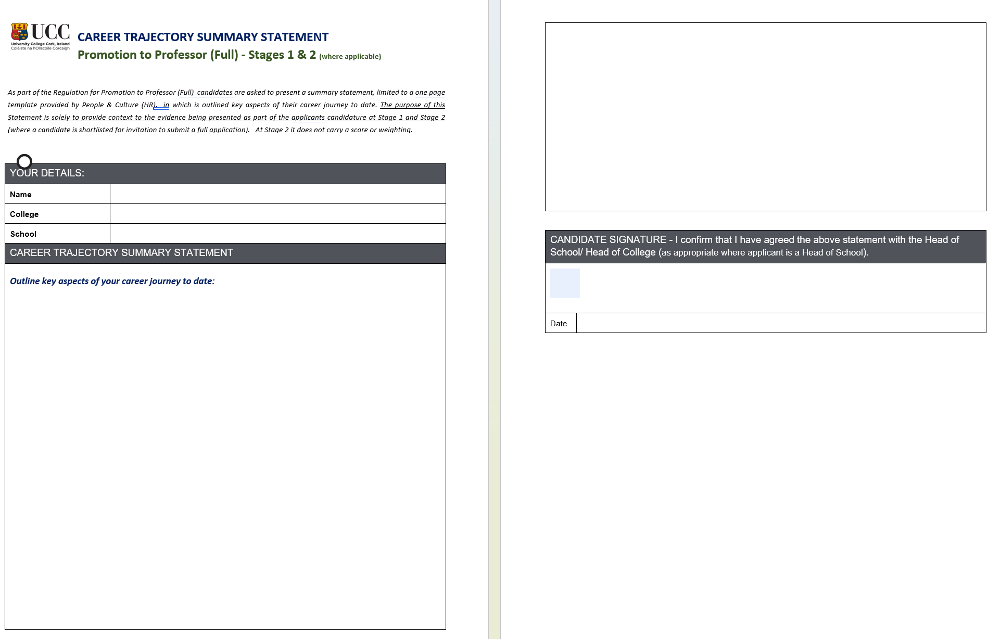 UCC
University College Cork, Ireland
Coláiste na hOllscoile Corcaigh
CAREER TRAJECTORY SUMMARY STATEMENT
Promotion to Professor (Full) - Stages 1 & 2 (where applicable)
As part of the Regulation for Promotion to Professor (Full)  candidates are asked to present a summary statement, limited to a one page
template provided by People & Culture (HR),  in which is outlined key aspects of their career journey to date. The purpose of this
Statement is solely to provide context to the evidence being presented as part of the applicants candidature at Stage 1 and Stage 2
(where a candidate is shortlisted for invitation to submit a full application).   At Stage 2 it does not carry a score or weighting.
YOUR DETAILS:
Name
College
School
CAREER TRAJECTORY SUMMARY STATEMENT
Outline key aspects of your career journey to date:
CANDIDATE SIGNATURE - I confirm that I have agreed the above statement with the Head of
School/ Head of College (as appropriate where applicant is a Head of School).
Date